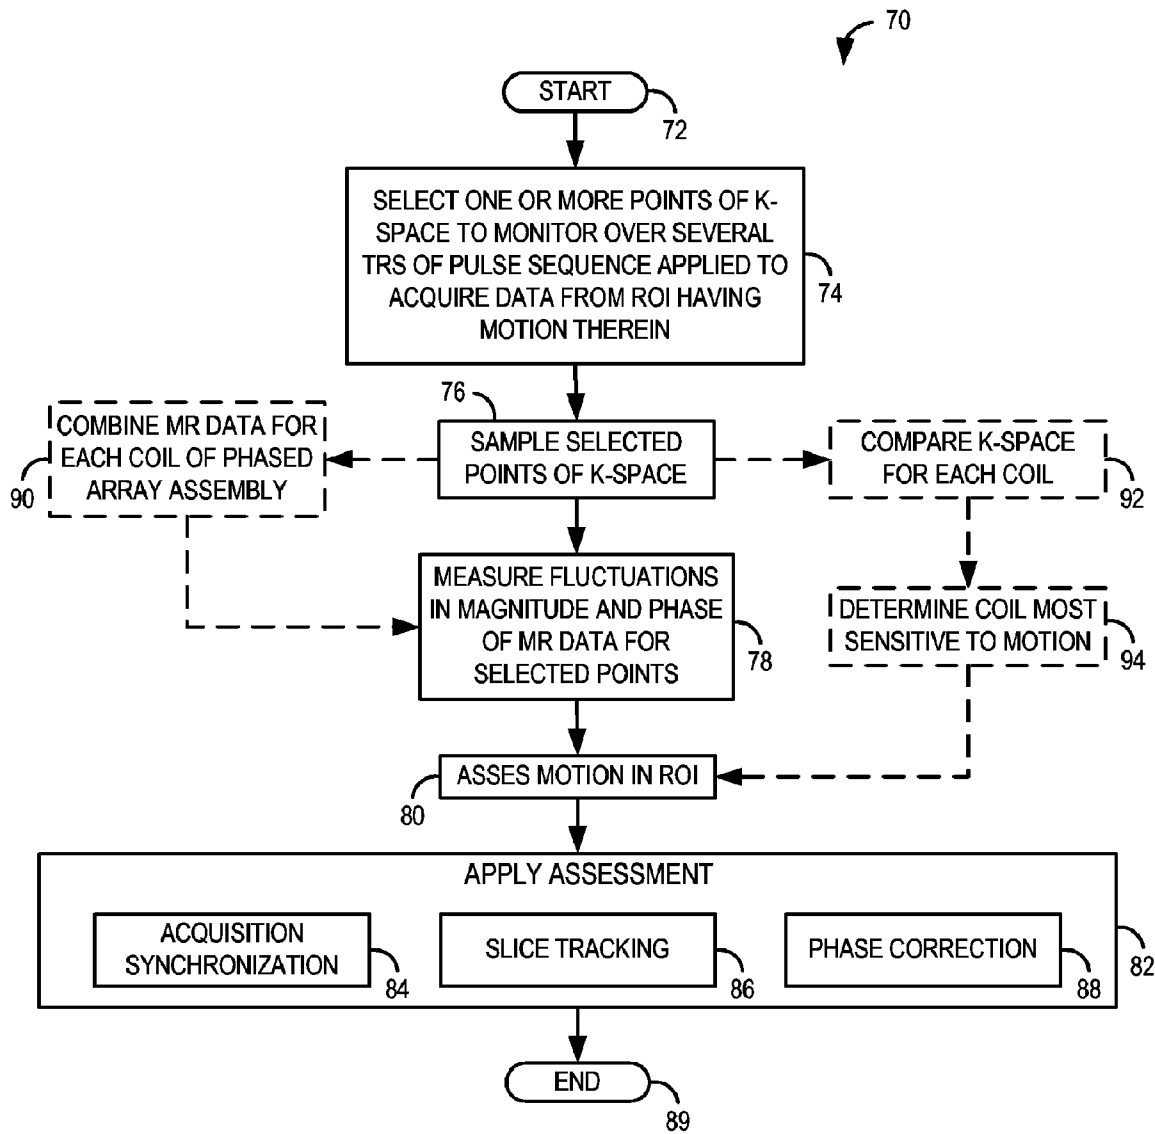 70
START
72
SELECT ONE OR MORE POINTS OF K-
SPACE TO MONITOR OVER SEVERAL
TRS OF PULSE SEQUENCE APPLIED TO
ACQUIRE DATA FROM ROI HAVING
MOTION THEREIN
74
76
COMBINE MR DATA FOR
EACH COIL OF PHASED
ARRAY ASSEMBLY
90
SAMPLE SELECTED
POINTS OF K-SPACE
COMPARE K-SPACE
FOR EACH COIL
92
MEASURE FLUCTUATIONS
IN MAGNITUDE AND PHASE
OF MR DATA FOR
SELECTED POINTS
78
DETERMINE COIL MOST
SENSITIVE TO MOTION
94
ASSES MOTION IN ROI
80
APPLY ASSESSMENT
ACQUISITION
SYNCHRONIZATION
84
SLICE TRACKING
86
PHASE CORRECTION
88
82
END
89